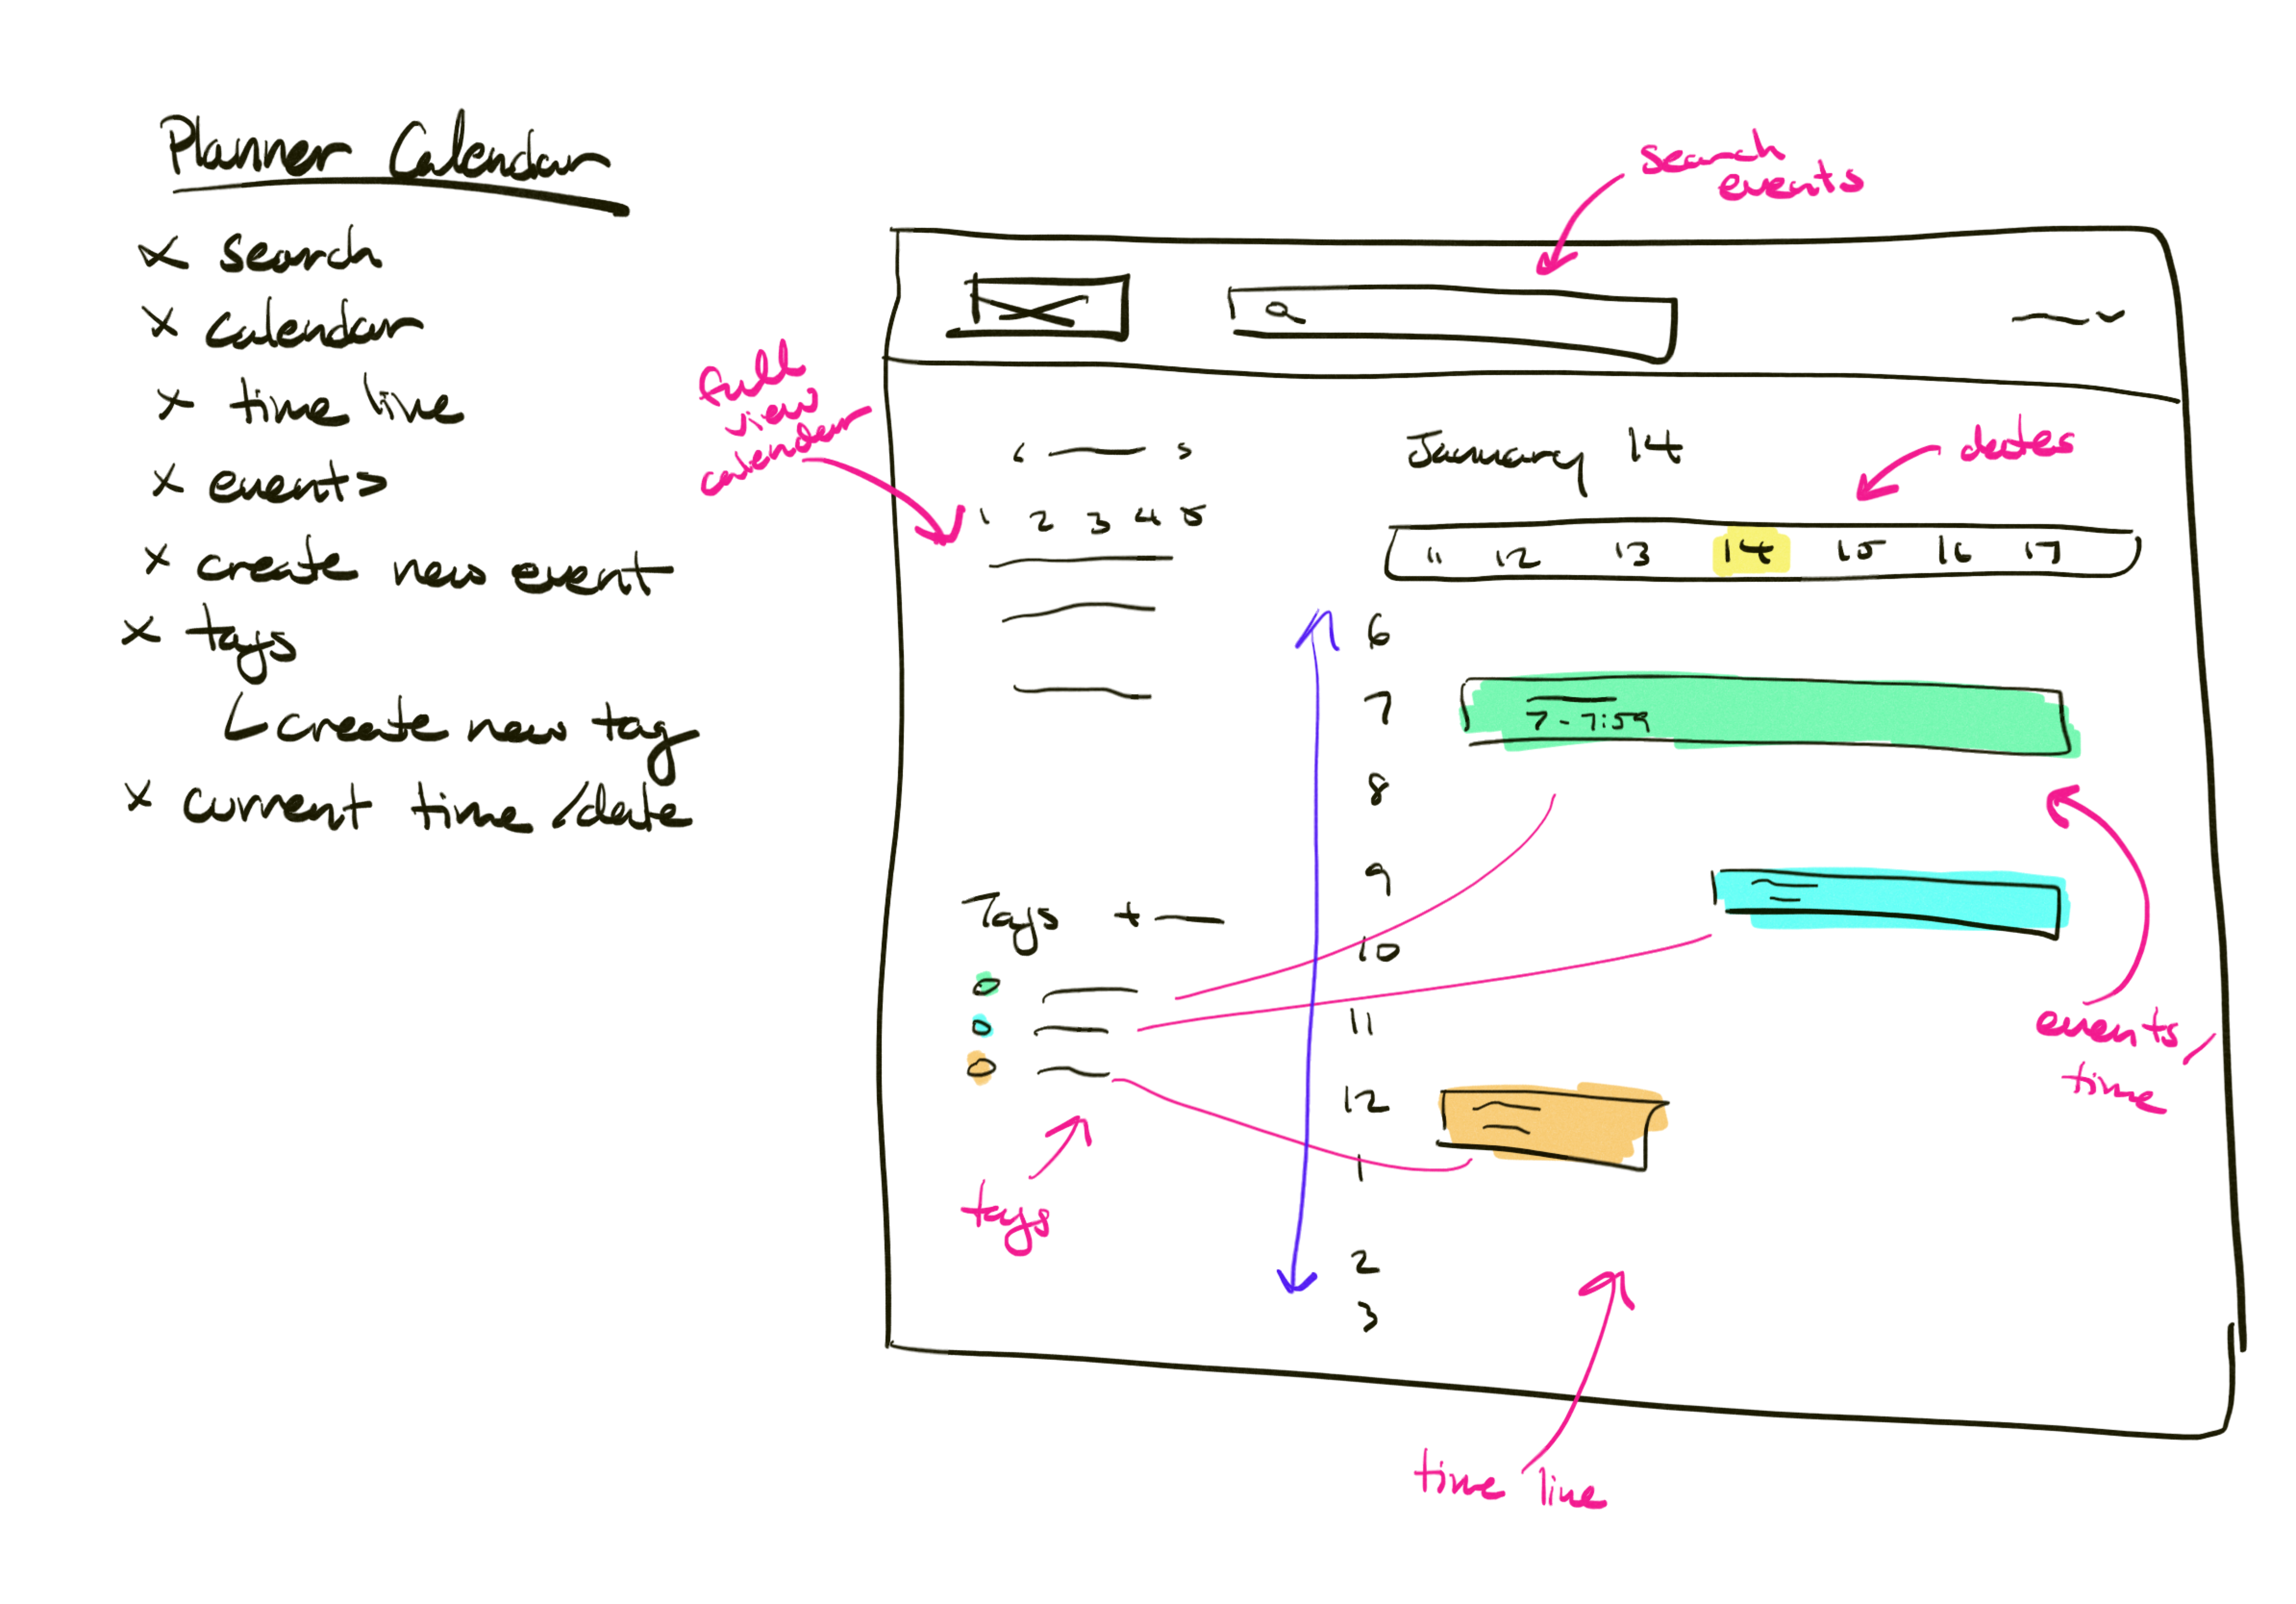 Planner Calendar
x search
x calendar
x time line
x events
x create new event
x tags
create new tag
x current time/date
search
events
full
view
calendar
< >
1 2 3 4 5
January 14
dates
11 12 13 14 15 16 17
6
7
7 - 7:59
8
9
10
11
12
1
2
3
Tags +
tags
events/
time
time line